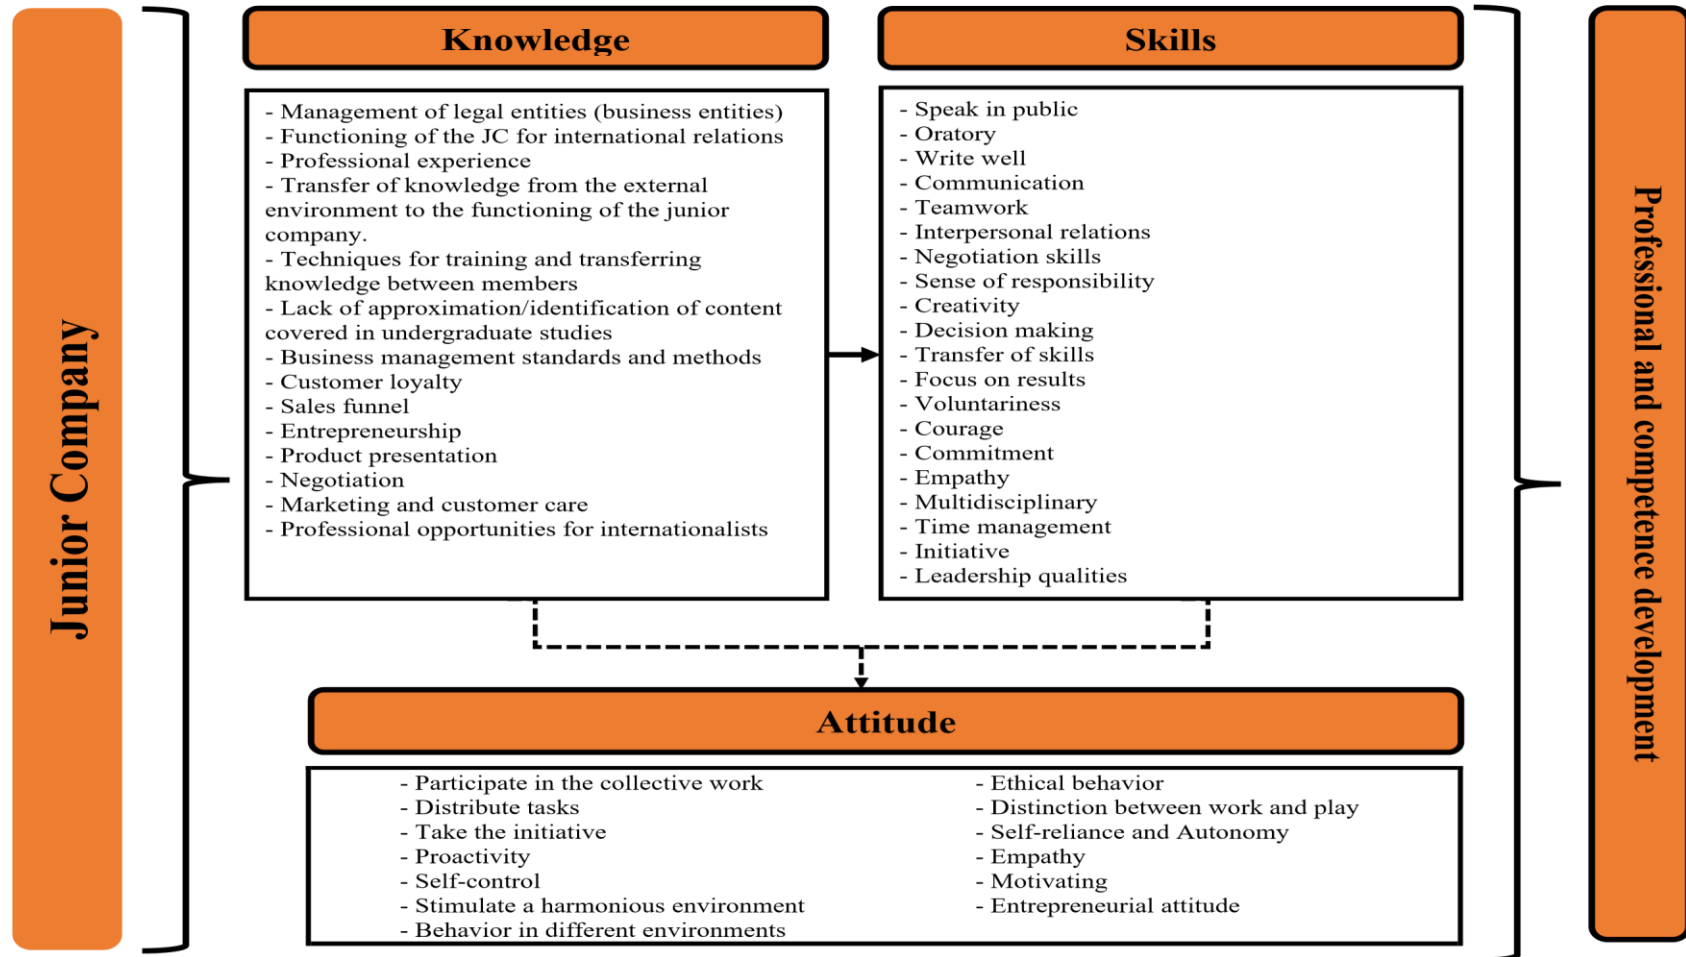 Junior Company
Knowledge
- Management of legal entities (business entities)
- Functioning of the JC for international relations
- Professional experience
- Transfer of knowledge from the external
environment to the functioning of the junior
company.
- Techniques for training and transferring
knowledge between members
- Lack of approximation/identification of content
covered in undergraduate studies
- Business management standards and methods
- Customer loyalty
- Sales funnel
- Entrepreneurship
- Product presentation
- Negotiation
- Marketing and customer care
- Professional opportunities for internationalists
Skills
- Speak in public
- Oratory
- Write well
- Communication
- Teamwork
- Interpersonal relations
- Negotiation skills
- Sense of responsibility
- Creativity
- Decision making
- Transfer of skills
- Focus on results
- Voluntariness
- Courage
- Commitment
- Empathy
- Multidisciplinary
- Time management
- Initiative
- Leadership qualities
Attitude
- Participate in the collective work
- Distribute tasks
- Take the initiative
- Proactivity
- Self-control
- Stimulate a harmonious environment
- Behavior in different environments
- Ethical behavior
- Distinction between work and play
- Self-reliance and Autonomy
- Empathy
- Motivating
- Entrepreneurial attitude
Professional and competence development